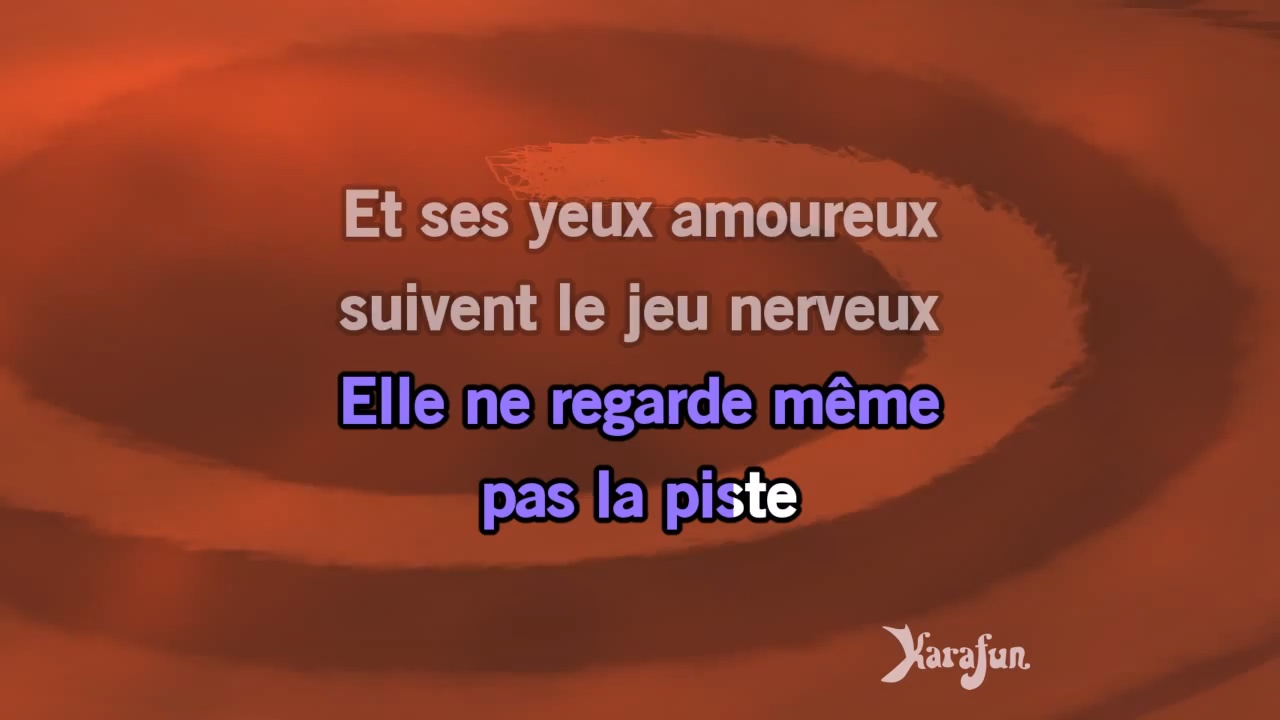 Et ses yeux amoureux
suivent le jeu nerveux
Elle ne regarde même
pas la piste
Karafun